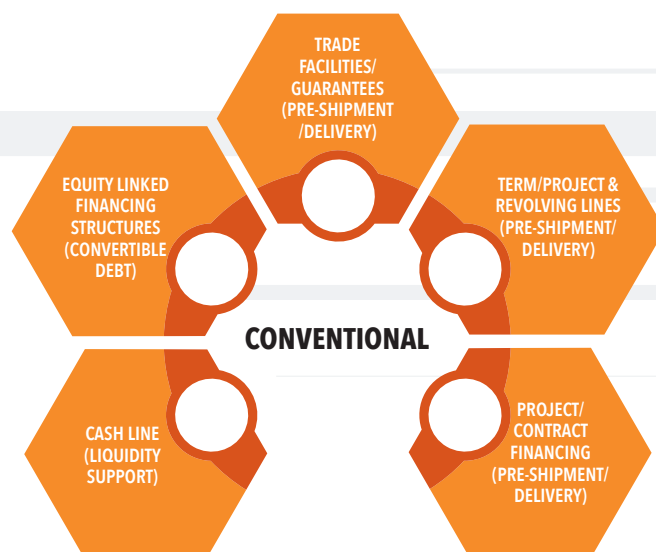 TRADE
FACILITIES/
GUARANTEES
(PRE-SHIPMENT
/DELIVERY)
EQUITY LINKED
FINANCING
STRUCTURES
(CONVERTIBLE
DEBT)
TERM/PROJECT &
REVOLVING LINES
(PRE-SHIPMENT/
DELIVERY)
CONVENTIONAL
CASH LINE
(LIQUIDITY
SUPPORT)
PROJECT/
CONTRACT
FINANCING
(PRE-SHIPMENT/
DELIVERY)